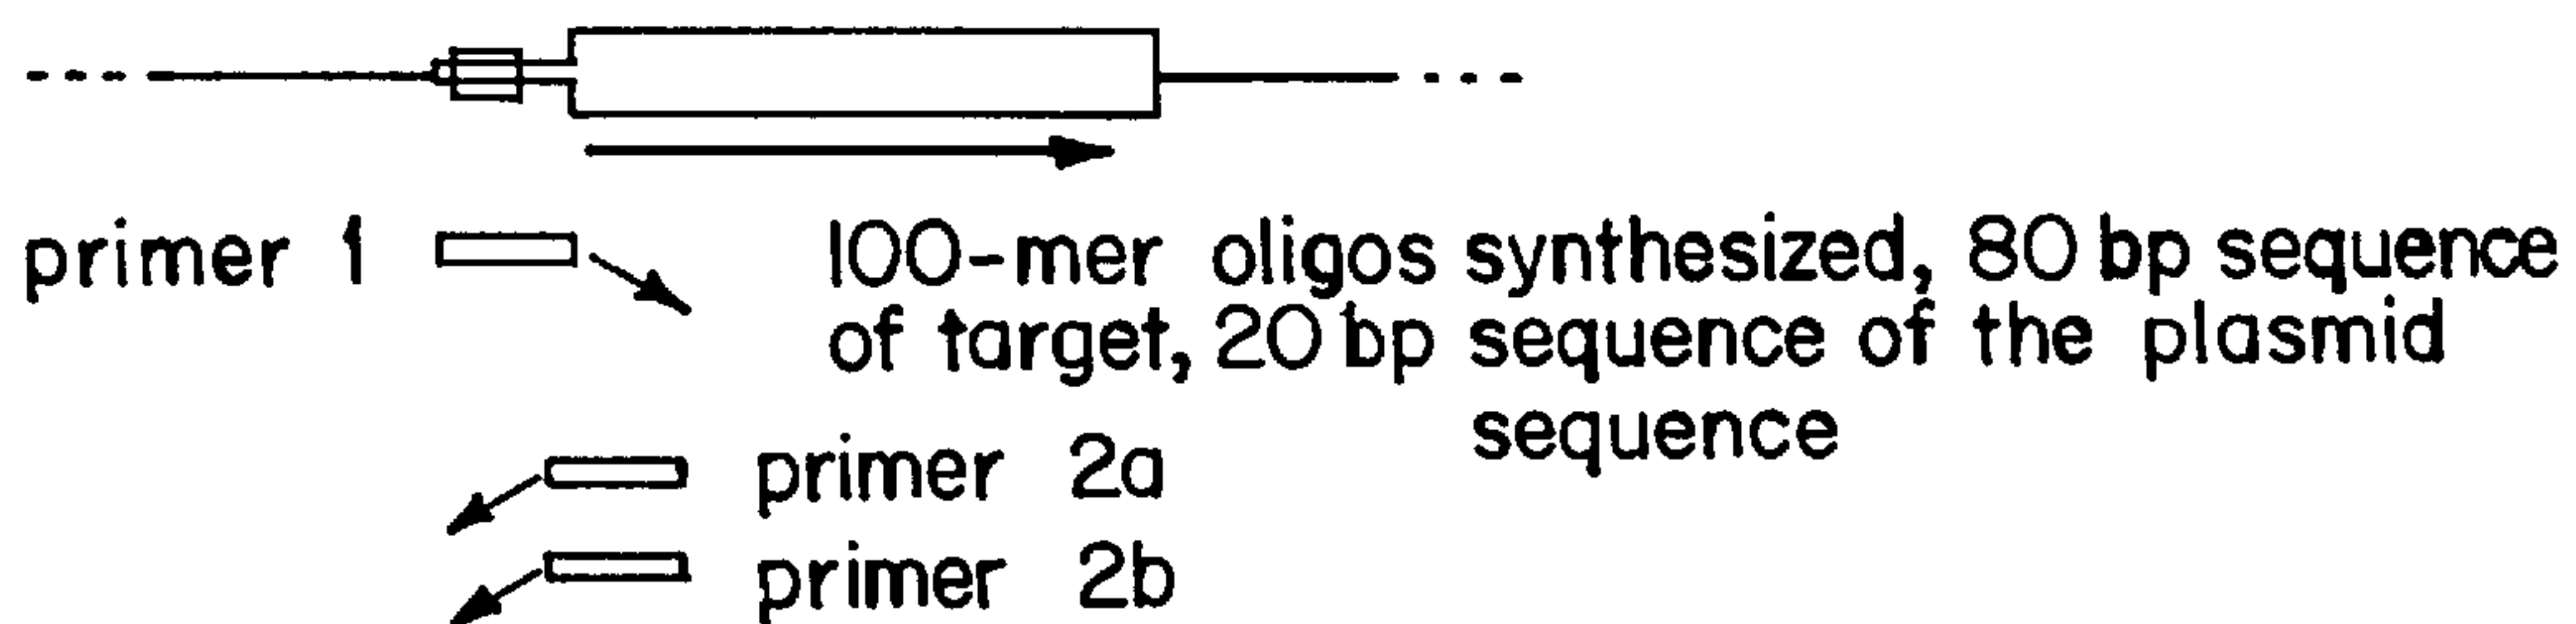 primer 1
100-mer oligos synthesized, 80 bp sequence
of target, 20 bp sequence of the plasmid
sequence
primer 2a
primer 2b